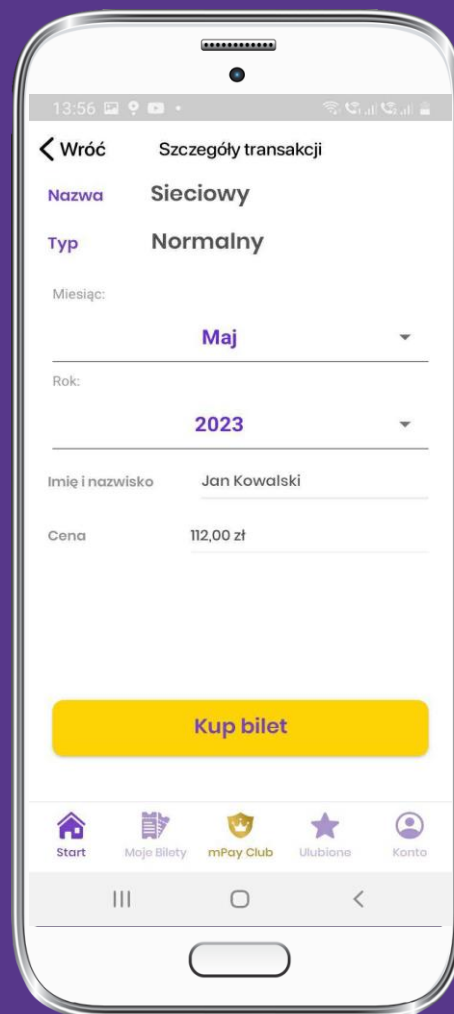 13:56
Wróć Szczegóły transakcji
Nazwa Sieciowy
Typ Normalny
Miesiąc:
Maj
Rok:
2023
Imię i nazwisko Jan Kowalski
Cena 112,00 zł
Kup bilet
Start Moje Bilety mPay Club Ulubione Konto